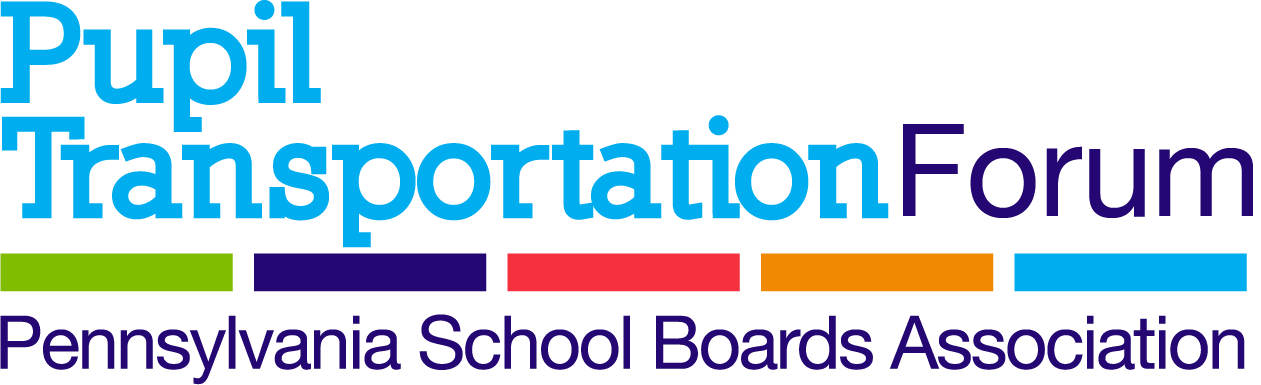 Pupil
TransportationForum
Pennsylvania School Boards Association